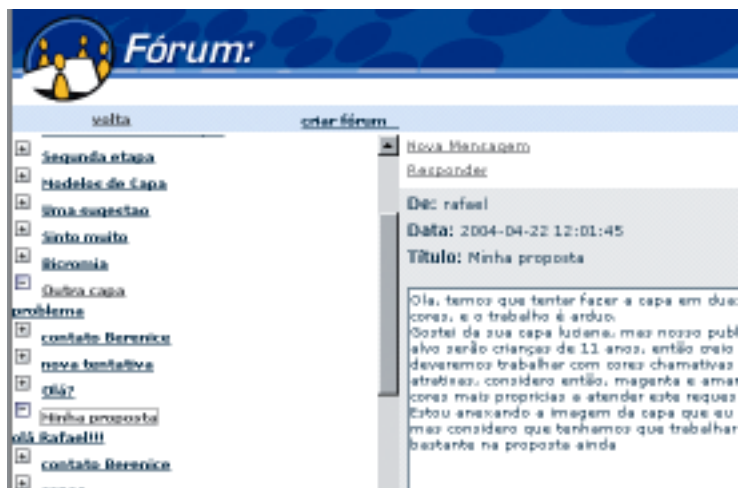 Fórum:
volta
criar fórum
Segunda etapa
Modelos de Capa
Uma sugestao
Sinto muito
Bicromia
Outra capa
problema
contato Berenice
nova tentativa
Olá?
Minha proposta
olá Rafael!!!
contato Berenice
Nova Mensagem
Responder
De: rafael
Data: 2004-04-22 12:01:45
Título: Minha proposta
Ola, temos que tentar fazer a capa em duas
cores, e o trabalho é arduo.
Gostei da sua capa luciana, mas nosso publ
alvo serão crianças de 11 anos, então creio
deveremos trabalhar com cores chamativas
atrativas, considero então, magenta e amar
cores mais propricias a atender este reques
Estou anexando a imagem da capa que eu
mas considero que tenhamos que trabalhar
bastante na proposta ainda